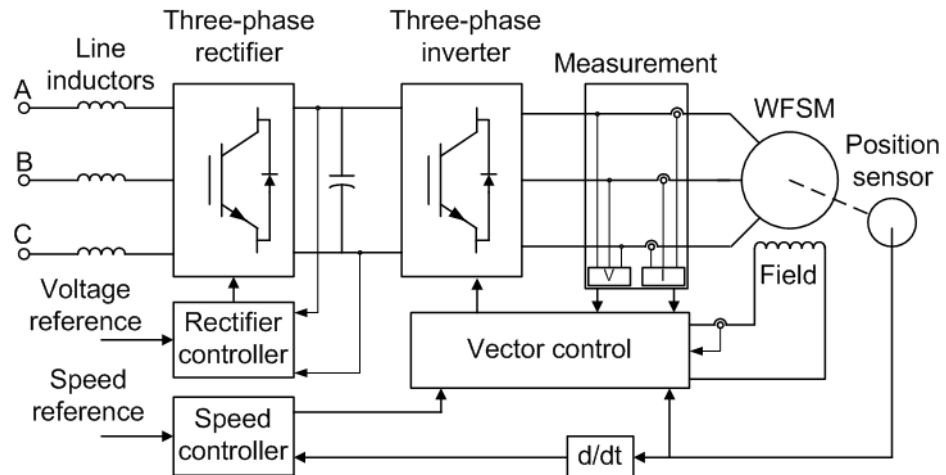 Three-phase
rectifier
Three-phase
inverter
Line
inductors
Measurement
A
WFSM
B
Position
sensor
C
V
I
Field
Voltage
reference
Rectifier
controller
Vector control
Speed
reference
Speed
controller
d/dt